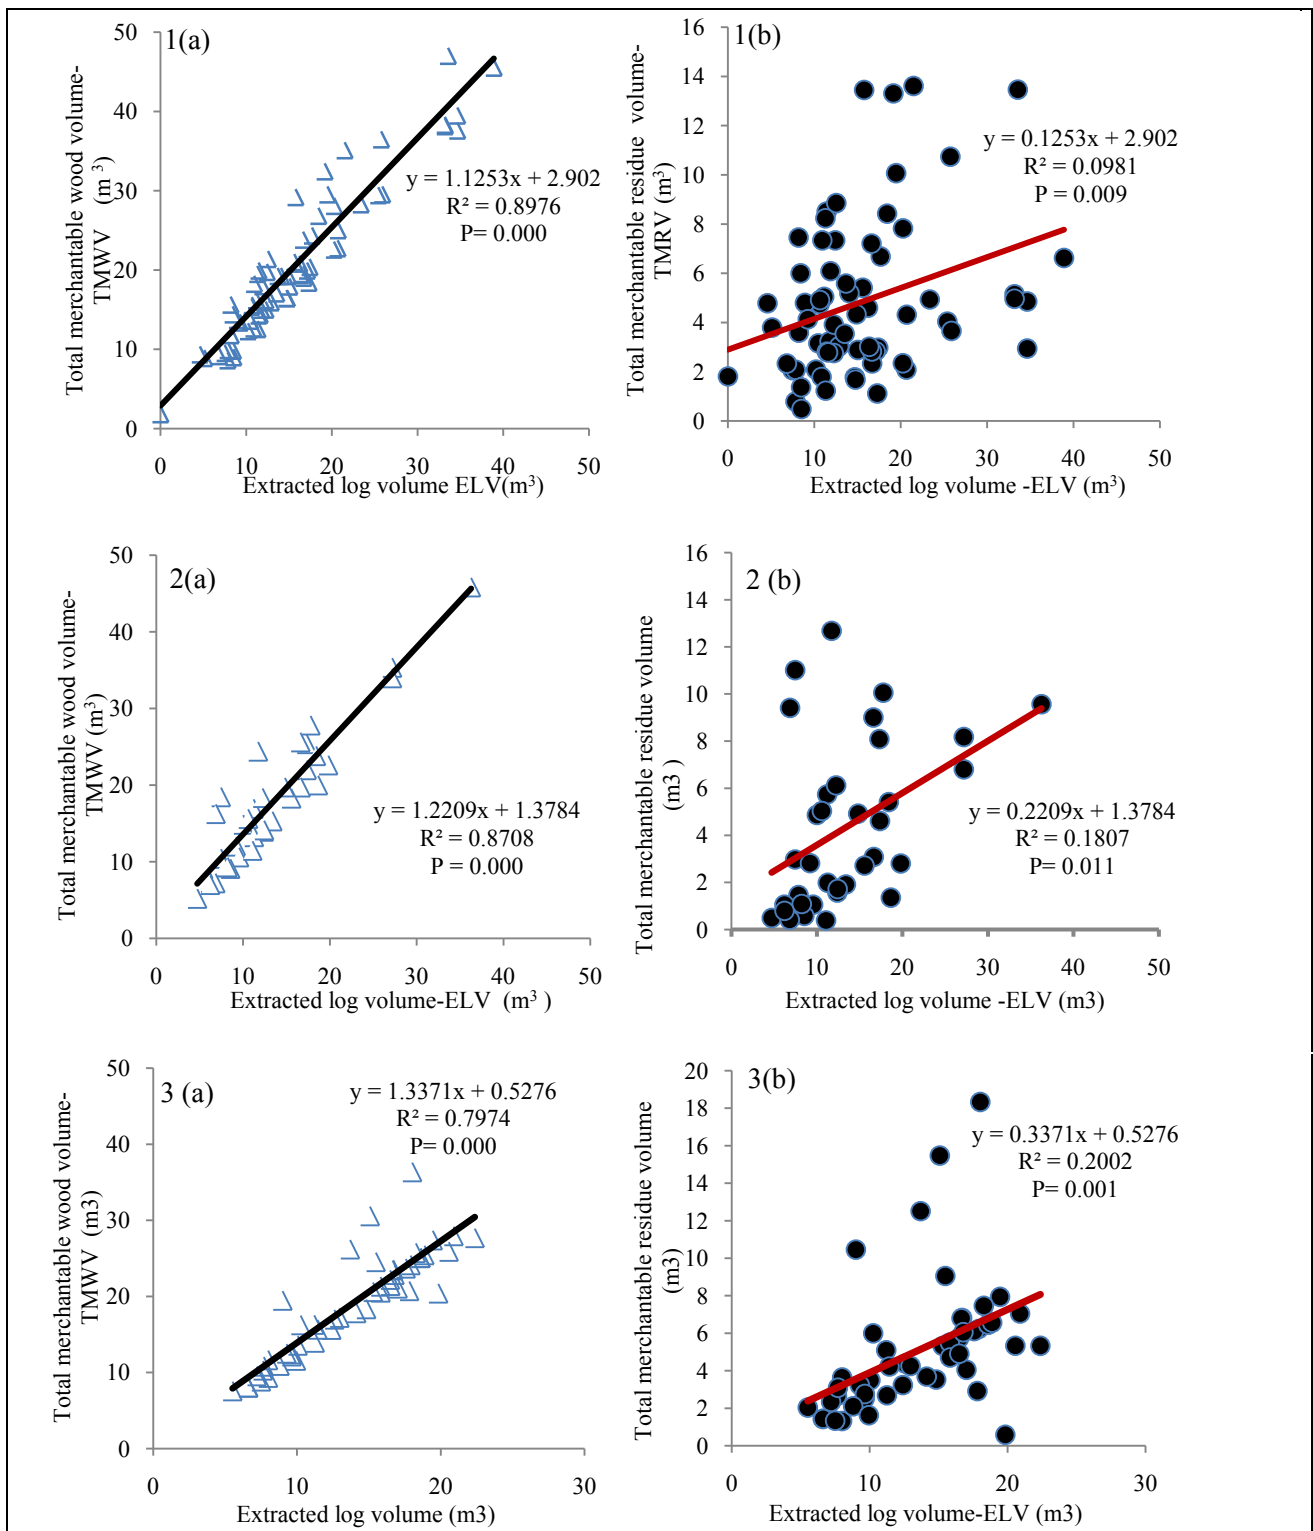 1(a)
Total merchantable wood volume-
TMWV (m³)
50
40
30
20
10
0
y = 1.1253x + 2.902
R² = 0.8976
P= 0.000
0 10 20 30 40 50
Extracted log volume ELV(m³)
1(b)
Total merchantable residue volume-
TMRV (m³)
16
14
12
10
8
6
4
2
0
y = 0.1253x + 2.902
R² = 0.0981
P = 0.009
0 10 20 30 40 50
Extracted log volume -ELV (m³)
2(a)
Total merchantable wood volume-
TMWV (m³)
50
40
30
20
10
0
y = 1.2209x + 1.3784
R² = 0.8708
P = 0.000
0 10 20 30 40 50
Extracted log volume-ELV (m³ )
2 (b)
Total merchantable residue volume
(m3)
16
14
12
10
8
6
4
2
0
y = 0.2209x + 1.3784
R² = 0.1807
P= 0.011
0 10 20 30 40 50
Extracted log volume -ELV (m3)
3 (a)
Total merchantable wood volume-
TMWV (m3)
50
40
30
20
10
0
y = 1.3371x + 0.5276
R² = 0.7974
P= 0.000
0 10 20 30
Extracted log volume (m3)
3(b)
Total merchantable residue volume
(m3)
20
18
16
14
12
10
8
6
4
2
0
y = 0.3371x + 0.5276
R² = 0.2002
P= 0.001
0 10 20 30
Extracted log volume-ELV (m3)